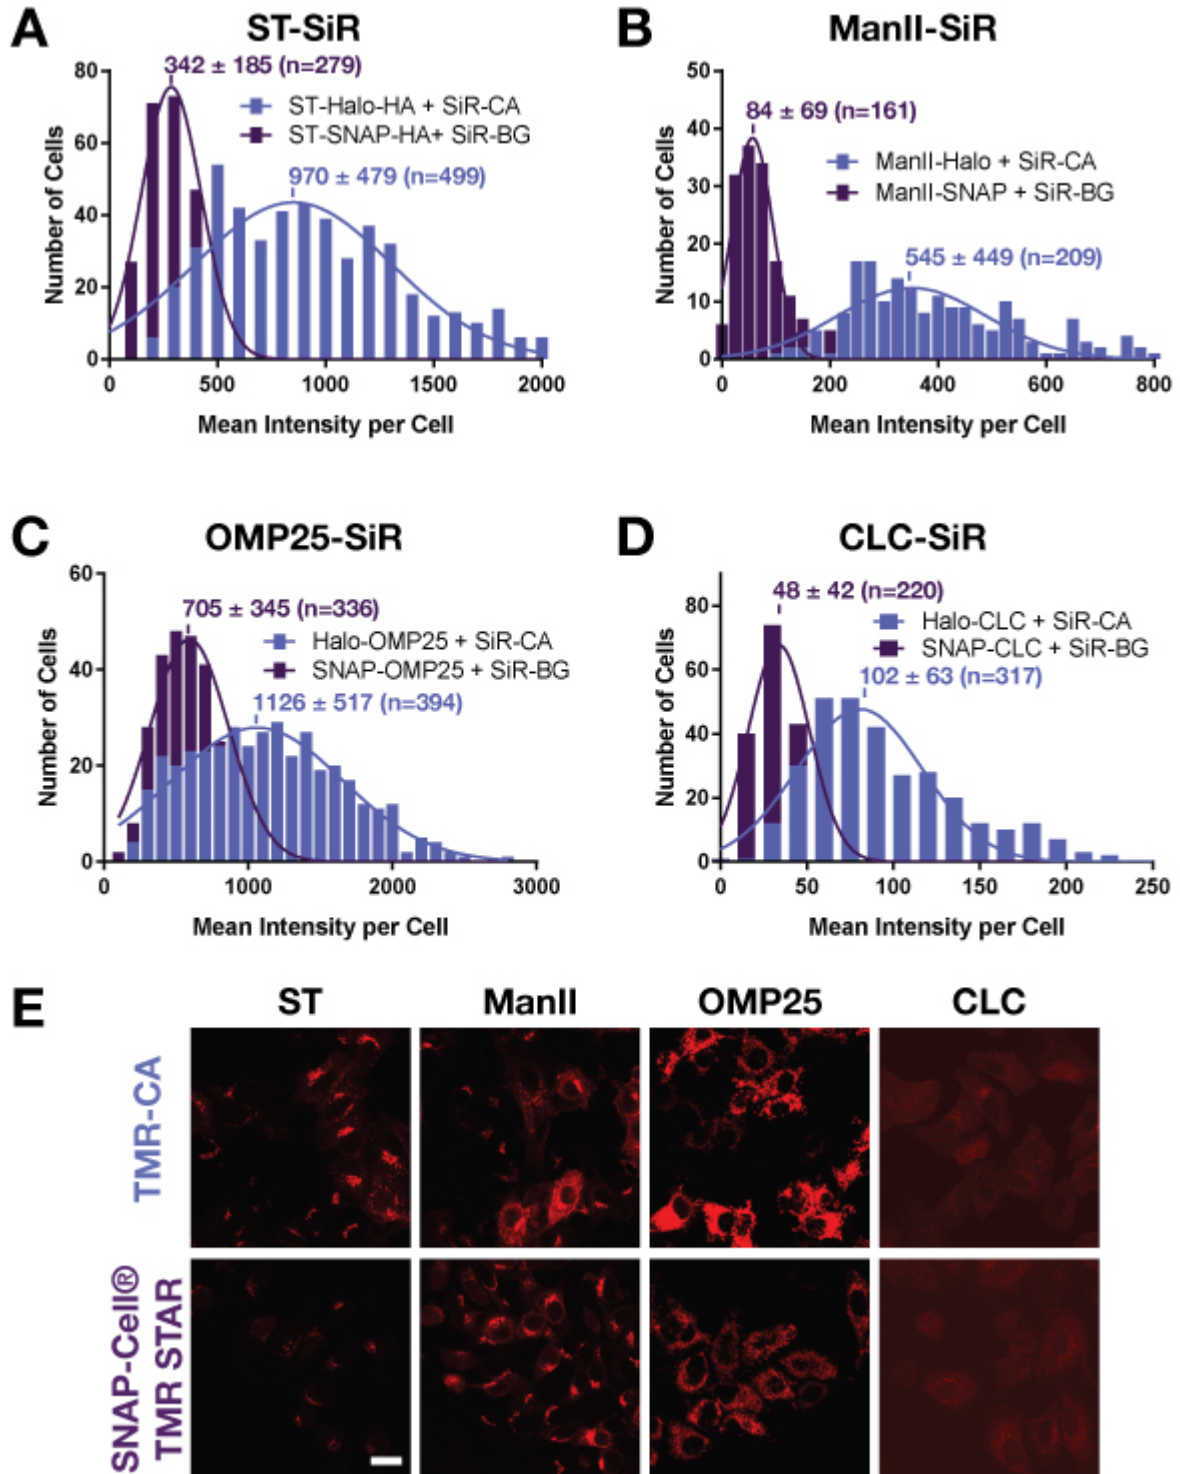 A
ST-SiR
342 ± 185 (n=279)
ST-Halo-HA + SiR-CA
ST-SNAP-HA+ SiR-BG
970 ± 479 (n=499)
Number of Cells
80
60
40
20
0
0 500 1000 1500 2000
Mean Intensity per Cell
B
ManII-SiR
84 ± 69 (n=161)
ManII-Halo + SiR-CA
ManII-SNAP + SiR-BG
545 ± 449 (n=209)
Number of Cells
50
40
30
20
10
0
0 200 400 600 800
Mean Intensity per Cell
C
OMP25-SiR
705 ± 345 (n=336)
Halo-OMP25 + SiR-CA
SNAP-OMP25 + SiR-BG
1126 ± 517 (n=394)
Number of Cells
60
40
20
0
0 1000 2000 3000
Mean Intensity per Cell
D
CLC-SiR
48 ± 42 (n=220)
Halo-CLC + SiR-CA
SNAP-CLC + SiR-BG
102 ± 63 (n=317)
Number of Cells
80
60
40
20
0
0 50 100 150 200 250
Mean Intensity per Cell
E
ST ManII OMP25 CLC
TMR-CA
SNAP-Cell®
TMR STAR